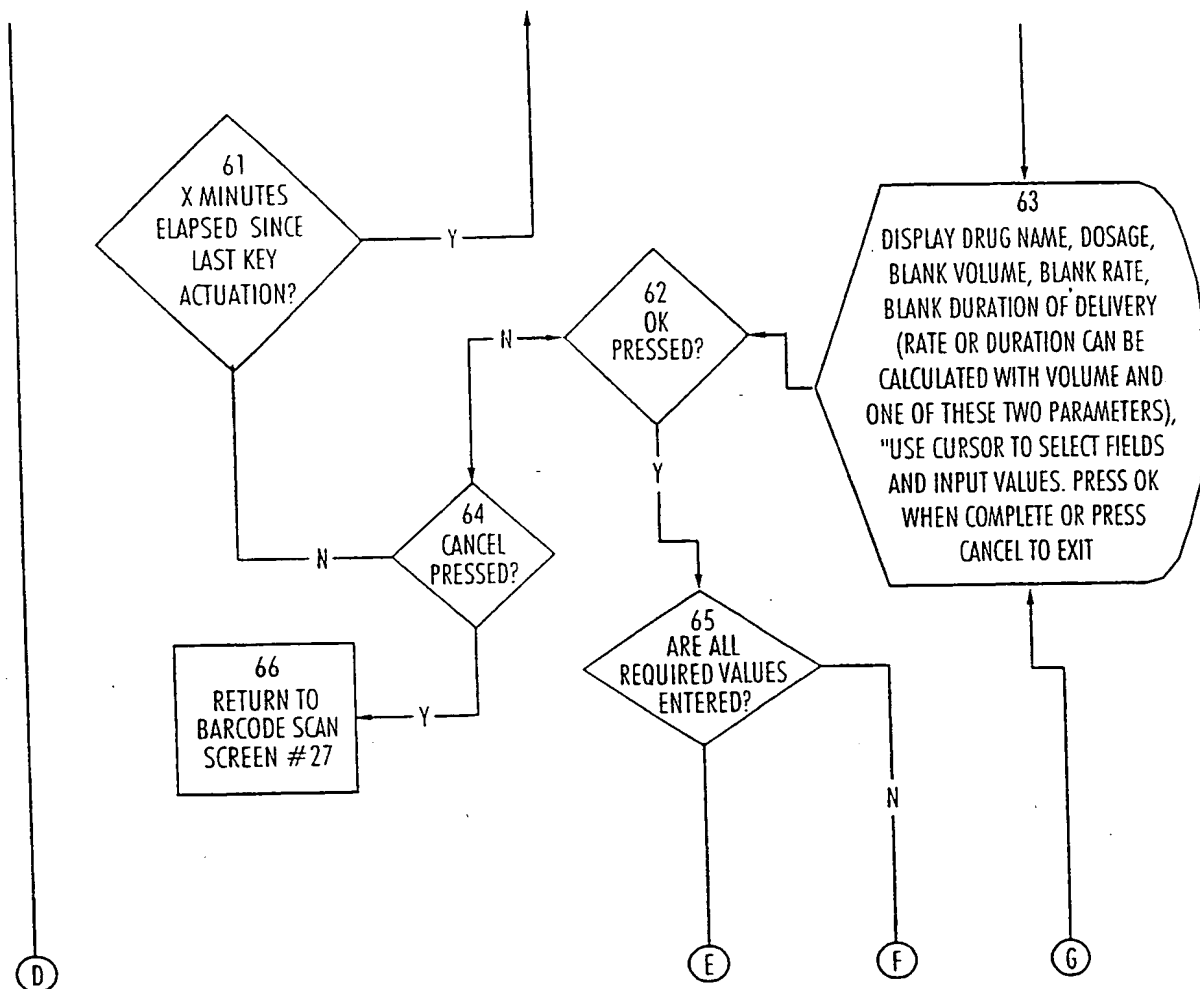 61
X MINUTES
ELAPSED SINCE
LAST KEY
ACTUATION?
Y
62
OK
PRESSED?
N
Y
63
DISPLAY DRUG NAME, DOSAGE,
BLANK VOLUME, BLANK RATE,
BLANK DURATION OF DELIVERY
(RATE OR DURATION CAN BE
CALCULATED WITH VOLUME AND
ONE OF THESE TWO PARAMETERS),
"USE CURSOR TO SELECT FIELDS
AND INPUT VALUES. PRESS OK
WHEN COMPLETE OR PRESS
CANCEL TO EXIT
64
CANCEL
PRESSED?
N
Y
65
ARE ALL
REQUIRED VALUES
ENTERED?
N
66
RETURN TO
BARCODE SCAN
SCREEN #27
D
E
F
G